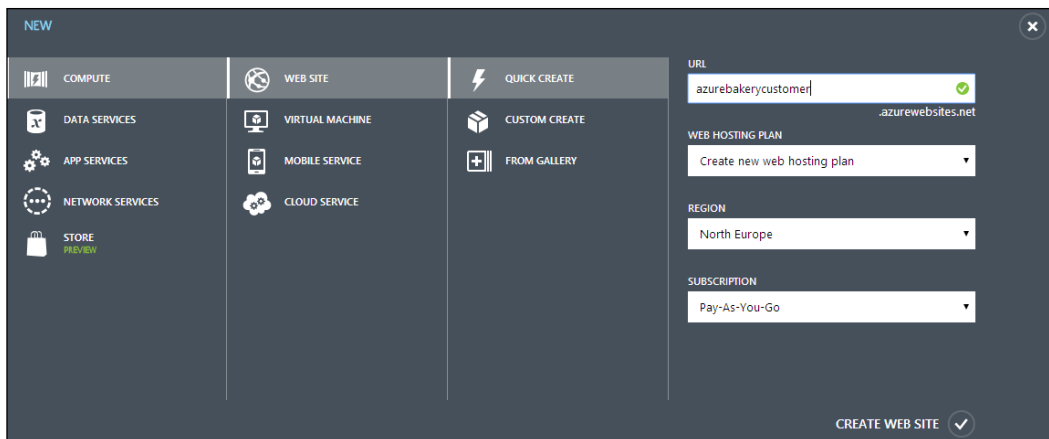 NEW
COMPUTE
DATA SERVICES
APP SERVICES
NETWORK SERVICES
STORE
PREVIEW
WEB SITE
VIRTUAL MACHINE
MOBILE SERVICE
CLOUD SERVICE
QUICK CREATE
CUSTOM CREATE
FROM GALLERY
URL
azurebakerycustomer
.azurewebsites.net
WEB HOSTING PLAN
Create new web hosting plan
REGION
North Europe
SUBSCRIPTION
Pay-As-You-Go
CREATE WEB SITE